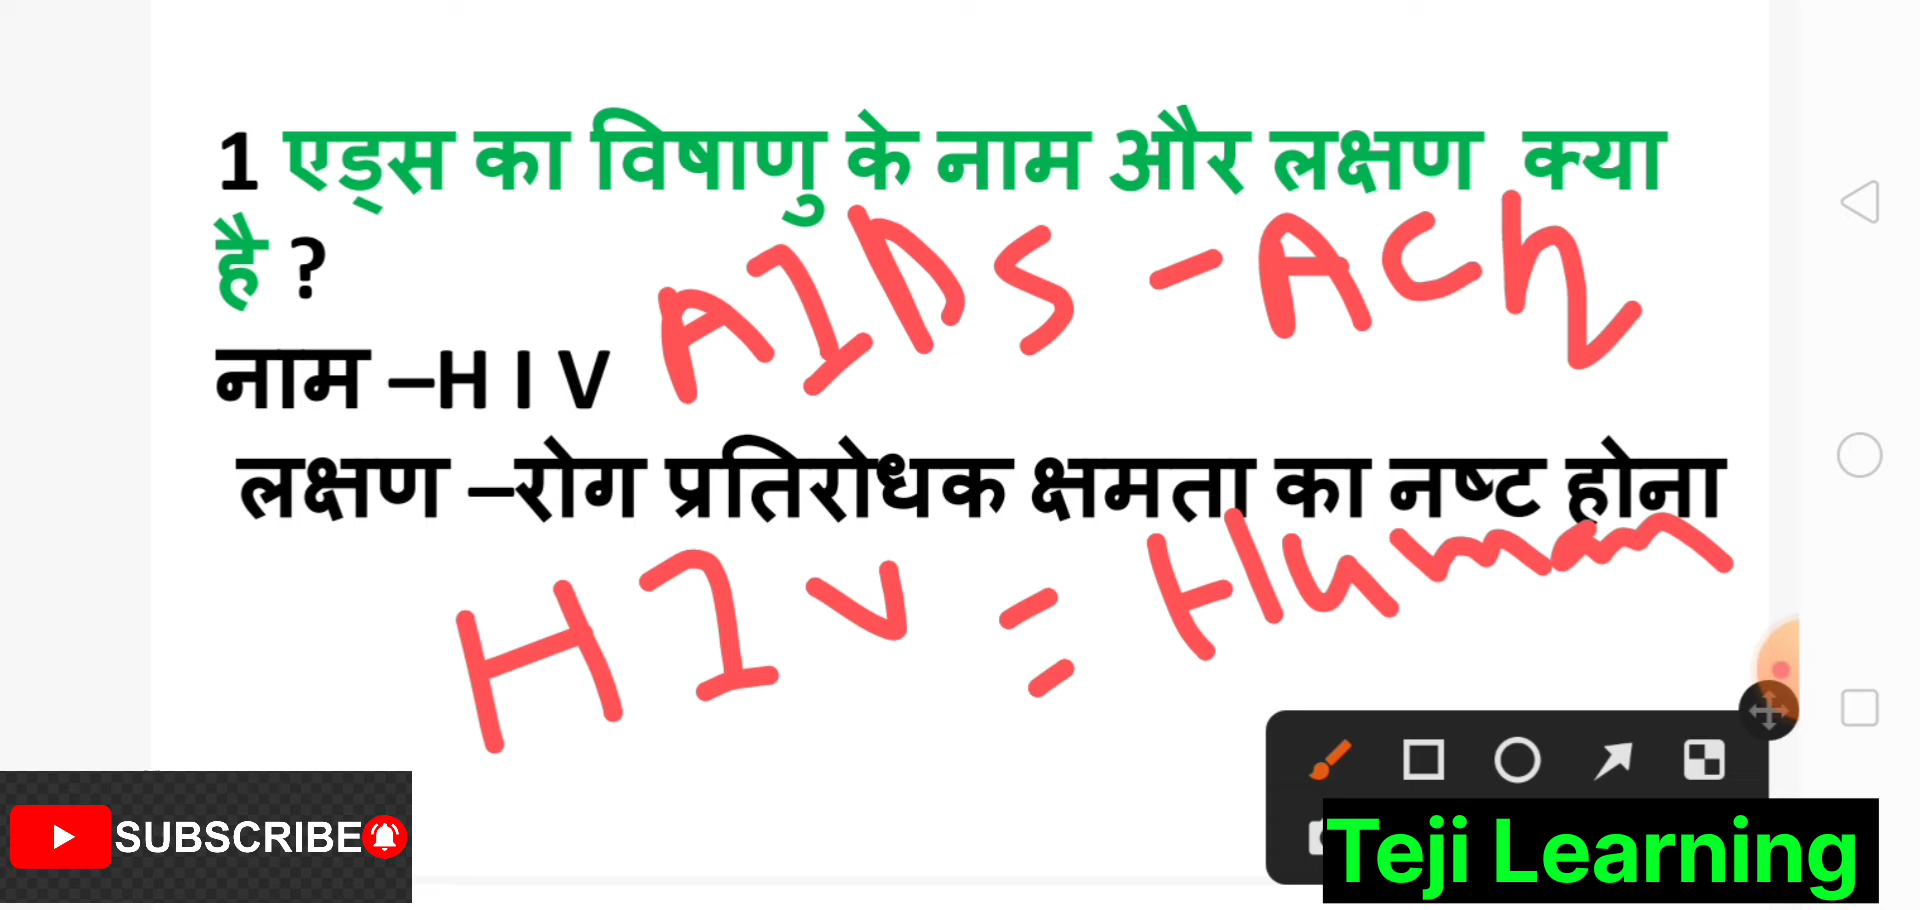 1 एड्स का विषाणु के नाम और लक्षण क्या
है ?
AIDS - ACh
नाम –H I V
लक्षण –रोग प्रतिरोधक क्षमता का नष्ट होना
HIV = Human
SUBSCRIBE
Teji Learning